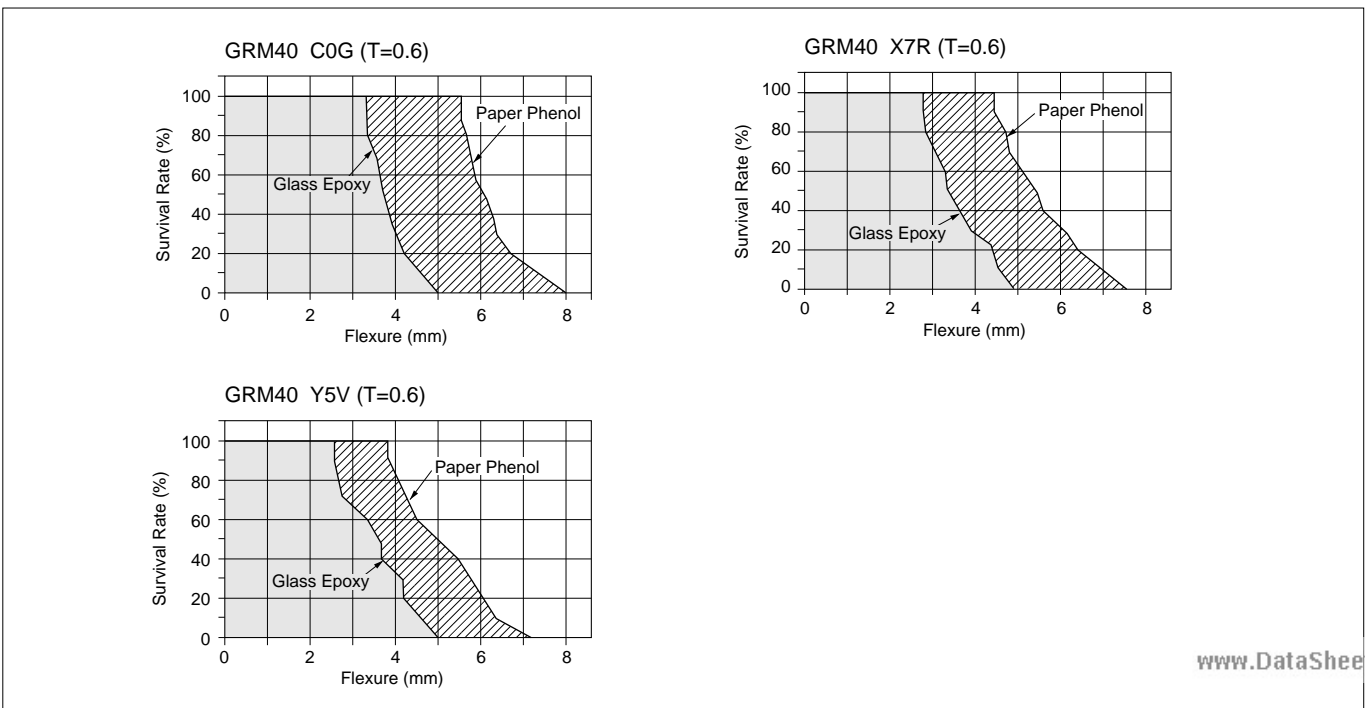 GRM40 C0G (T=0.6)
100
80
60
40
20
0
Survival Rate (%)
Paper Phenol
Glass Epoxy
0 2 4 6 8
Flexure (mm)
GRM40 X7R (T=0.6)
100
80
60
40
20
0
Survival Rate (%)
Paper Phenol
Glass Epoxy
0 2 4 6 8
Flexure (mm)
GRM40 Y5V (T=0.6)
100
80
60
40
20
0
Survival Rate (%)
Paper Phenol
Glass Epoxy
0 2 4 6 8
Flexure (mm)
www.DataShee